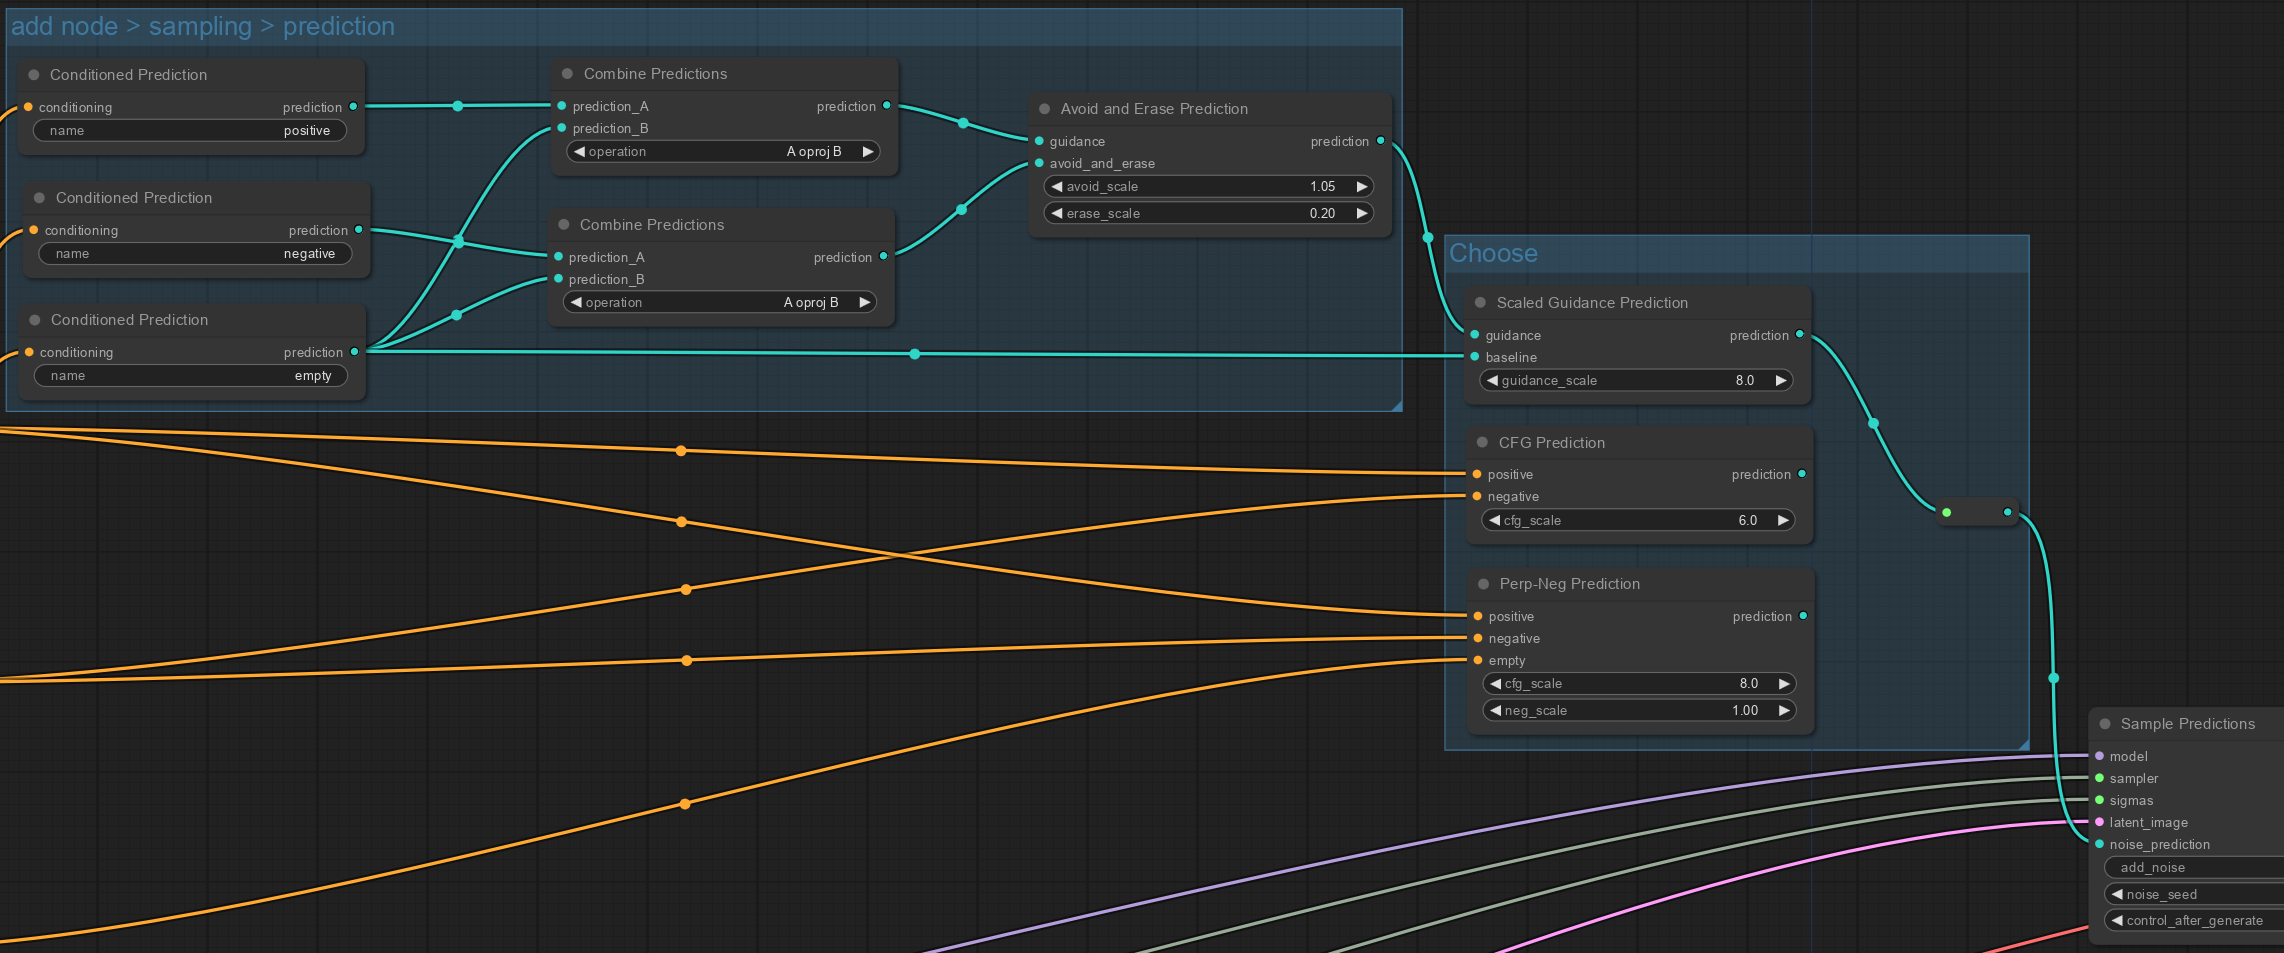 add node > sampling > prediction
Conditioned Prediction
conditioning prediction
name positive
Conditioned Prediction
conditioning prediction
name negative
Conditioned Prediction
conditioning prediction
name empty
Combine Predictions
prediction_A prediction
prediction_B
◀ operation A oproj B ▶
Combine Predictions
prediction_A prediction
prediction_B
◀ operation A oproj B ▶
Avoid and Erase Prediction
guidance prediction
avoid_and_erase
◀ avoid_scale 1.05 ▶
◀ erase_scale 0.20 ▶
Choose
Scaled Guidance Prediction
guidance prediction
baseline
◀ guidance_scale 8.0 ▶
CFG Prediction
positive prediction
negative
◀ cfg_scale 6.0 ▶
Perp-Neg Prediction
positive prediction
negative
empty
◀ cfg_scale 8.0 ▶
◀ neg_scale 1.00 ▶
Sample Predictions
model
sampler
sigmas
latent_image
noise_prediction
add_noise
◀ noise_seed
◀ control_after_generate